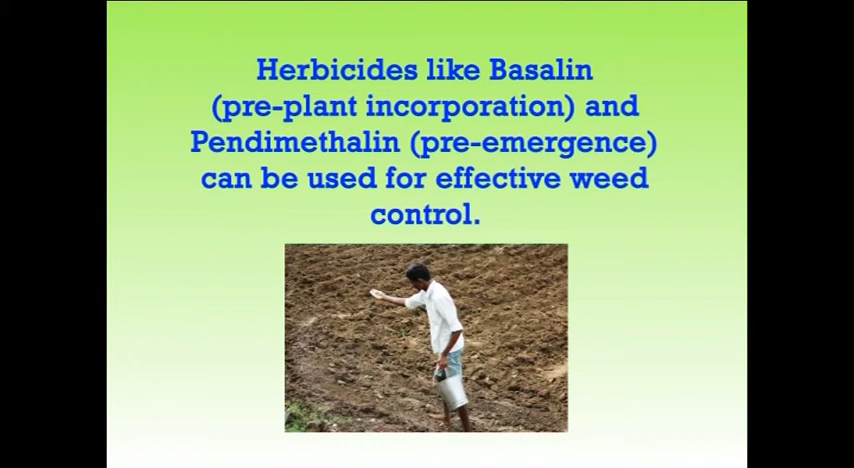 Herbicides like Basalin
(pre-plant incorporation) and
Pendimethalin (pre-emergence)
can be used for effective weed
control.